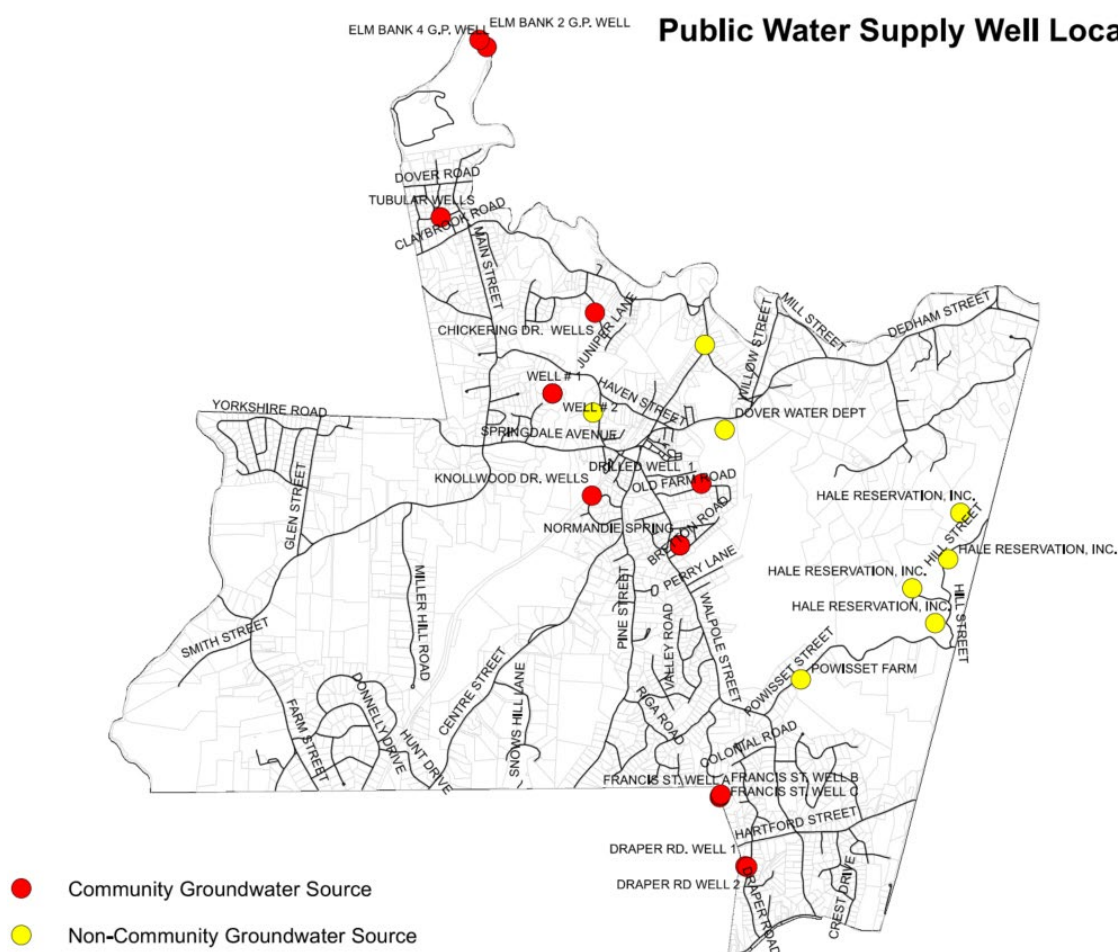 Public Water Supply Well Loca
ELM BANK 2 G.P. WELL
ELM BANK 4 G.P. WELL
DOVER ROAD
TUBULAR WELLS
CLAYBROOK ROAD
MAIN STREET
CHICKERING DR. WELLS
JUNIPER LANE
WILLOW STREET
MILL STREET
DEDHAM STREET
WELL # 1
HAVEN STREET
WELL # 2
YORKSHIRE ROAD
DOVER WATER DEPT
SPRINGDALE AVENUE
GLEN STREET
DRILLED WELL 1
KNOLLWOOD DR. WELLS
OLD FARM ROAD
HALE RESERVATION, INC.
NORMANDIE SPRING
BRETTON ROAD
HILL STREET
HALE RESERVATION, INC.
HALE RESERVATION, INC.
PERRY LANE
HALE RESERVATION, INC.
HILL STREET
SMITH STREET
MILLER HILL ROAD
PINE STREET
VALLEY ROAD
WALPOLE STREET
POWISSET STREET
POWISSET FARM
FARM STREET
DONNELLY DRIVE
HUNT DRIVE
CENTRE STREET
SNOWS HILL LANE
RIGA ROAD
COLONIAL ROAD
FRANCIS ST. WELL A
FRANCIS ST. WELL B
FRANCIS ST. WELL C
HARTFORD STREET
DRAPER RD. WELL 1
DRAPER RD WELL 2
DRAPER ROAD
CREST DRIVE
Community Groundwater Source
Non-Community Groundwater Source